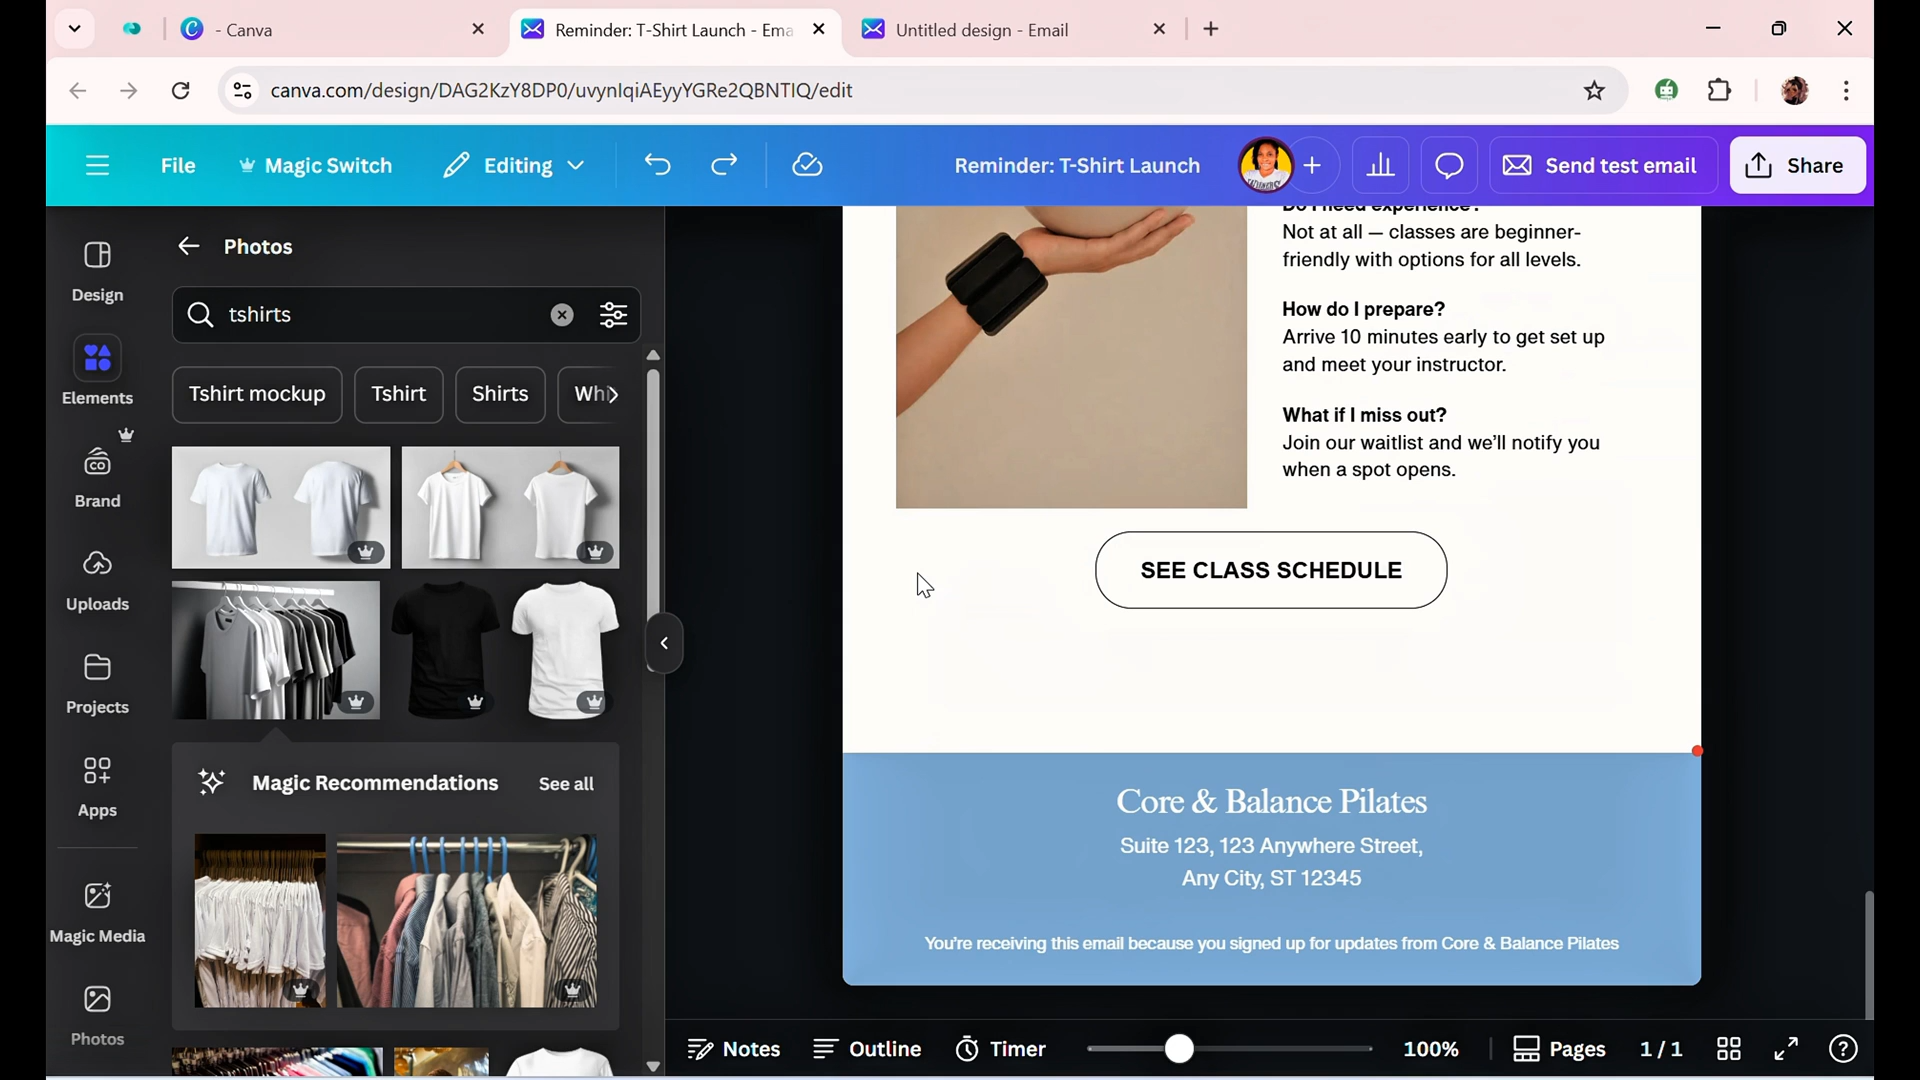 - Canva
Reminder: T-Shirt Launch - Ema
Untitled design - Email
canva.com/design/DAG2KzY8DP0/uvynlqiAEyyYGRe2QBNTIQ/edit
File
Magic Switch
Editing
Reminder: T-Shirt Launch
Send test email
Share
Design
Elements
Brand
Uploads
Projects
Apps
Magic Media
Photos
Photos
tshirts
Tshirt mockup
Tshirt
Shirts
Whi
Magic Recommendations
See all
Do I need experience?
Not at all — classes are beginner-
friendly with options for all levels.
How do I prepare?
Arrive 10 minutes early to get set up
and meet your instructor.
What if I miss out?
Join our waitlist and we'll notify you
when a spot opens.
SEE CLASS SCHEDULE
Core & Balance Pilates
Suite 123, 123 Anywhere Street,
Any City, ST 12345
You're receiving this email because you signed up for updates from Core & Balance Pilates
Notes
Outline
Timer
100%
Pages
1 / 1